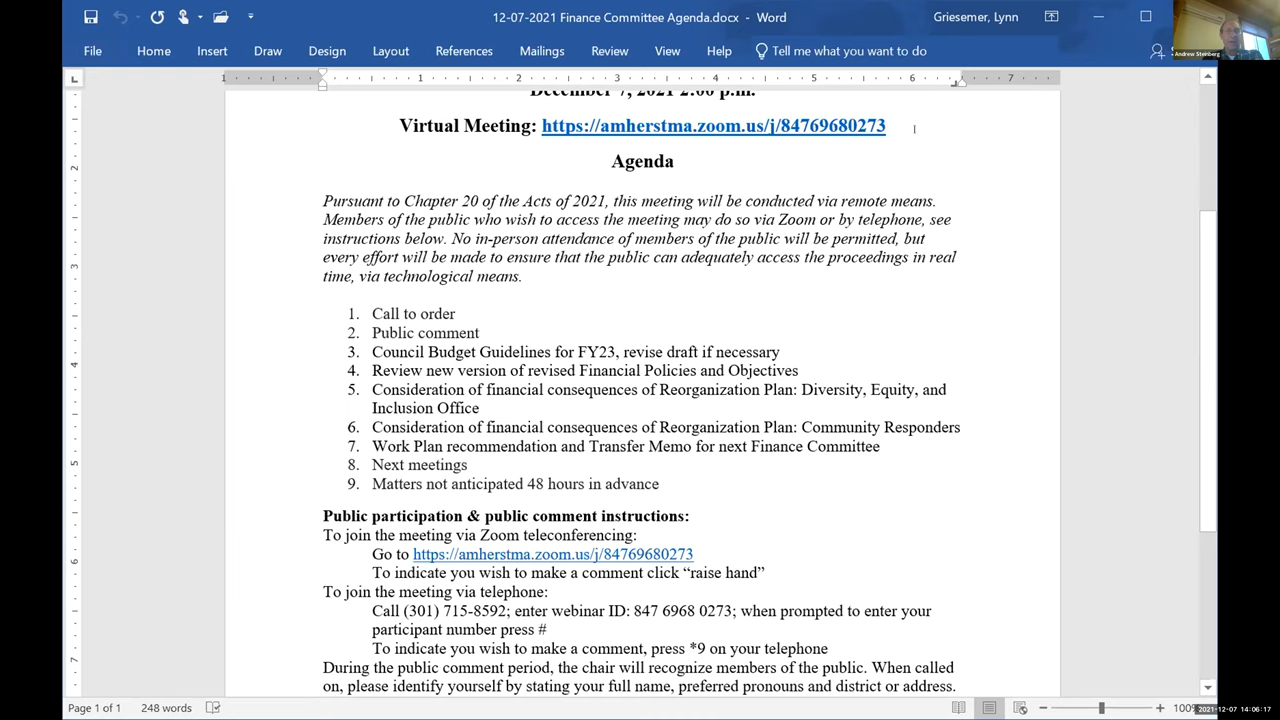 12-07-2021 Finance Committee Agenda.docx - Word
Griesemer, Lynn
Andrew Steinberg
File Home Insert Draw Design Layout References Mailings Review View Help Tell me what you want to do
December 7, 2021 2:00 p.m.
Virtual Meeting: https://amherstma.zoom.us/j/84769680273
Agenda
Pursuant to Chapter 20 of the Acts of 2021, this meeting will be conducted via remote means.
Members of the public who wish to access the meeting may do so via Zoom or by telephone, see
instructions below. No in-person attendance of members of the public will be permitted, but
every effort will be made to ensure that the public can adequately access the proceedings in real
time, via technological means.
1. Call to order
2. Public comment
3. Council Budget Guidelines for FY23, revise draft if necessary
4. Review new version of revised Financial Policies and Objectives
5. Consideration of financial consequences of Reorganization Plan: Diversity, Equity, and
Inclusion Office
6. Consideration of financial consequences of Reorganization Plan: Community Responders
7. Work Plan recommendation and Transfer Memo for next Finance Committee
8. Next meetings
9. Matters not anticipated 48 hours in advance
Public participation & public comment instructions:
To join the meeting via Zoom teleconferencing:
Go to https://amherstma.zoom.us/j/84769680273
To indicate you wish to make a comment click “raise hand”
To join the meeting via telephone:
Call (301) 715-8592; enter webinar ID: 847 6968 0273; when prompted to enter your
participant number press #
To indicate you wish to make a comment, press *9 on your telephone
During the public comment period, the chair will recognize members of the public. When called
on, please identify yourself by stating your full name, preferred pronouns and district or address.
Page 1 of 1 248 words 100%
2021-12-07 14:06:17